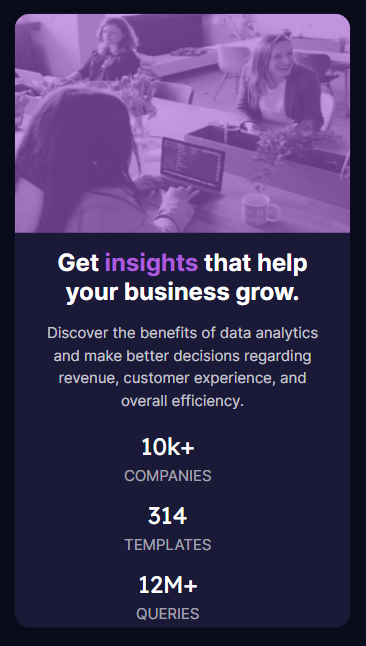 Get insights that help
your business grow.
Discover the benefits of data analytics
and make better decisions regarding
revenue, customer experience, and
overall efficiency.
10k+
COMPANIES
314
TEMPLATES
12M+
QUERIES